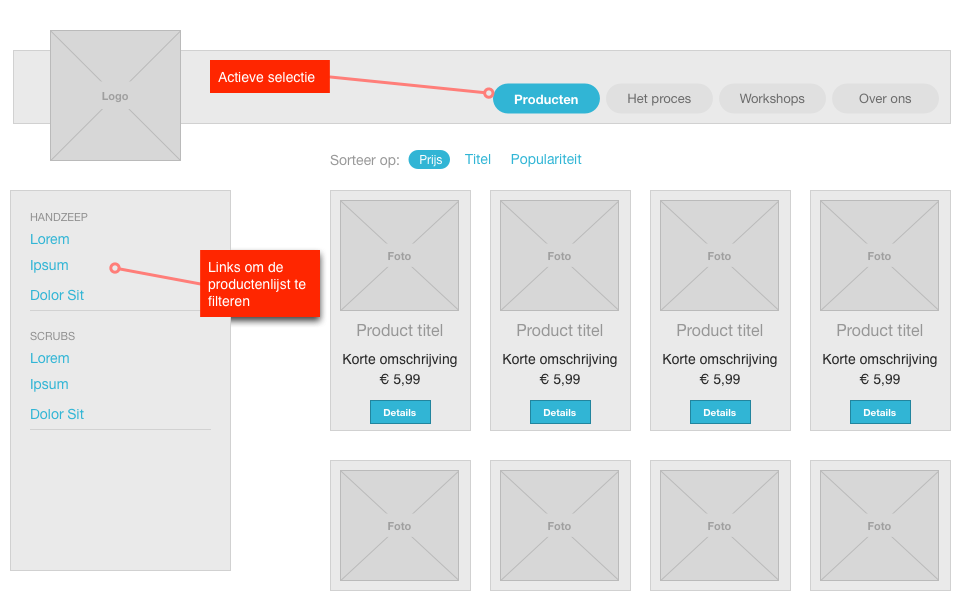 Logo
Actieve selectie
Producten
Het proces
Workshops
Over ons
Sorteer op: Prijs Titel Populariteit
HANDZEEP
Lorem
Ipsum
Dolor Sit
Links om de
productenlijst te
filteren
SCRUBS
Lorem
Ipsum
Dolor Sit
Foto
Product titel
Korte omschrijving
€ 5,99
Details
Foto
Product titel
Korte omschrijving
€ 5,99
Details
Foto
Product titel
Korte omschrijving
€ 5,99
Details
Foto
Product titel
Korte omschrijving
€ 5,99
Details
Foto
Foto
Foto
Foto